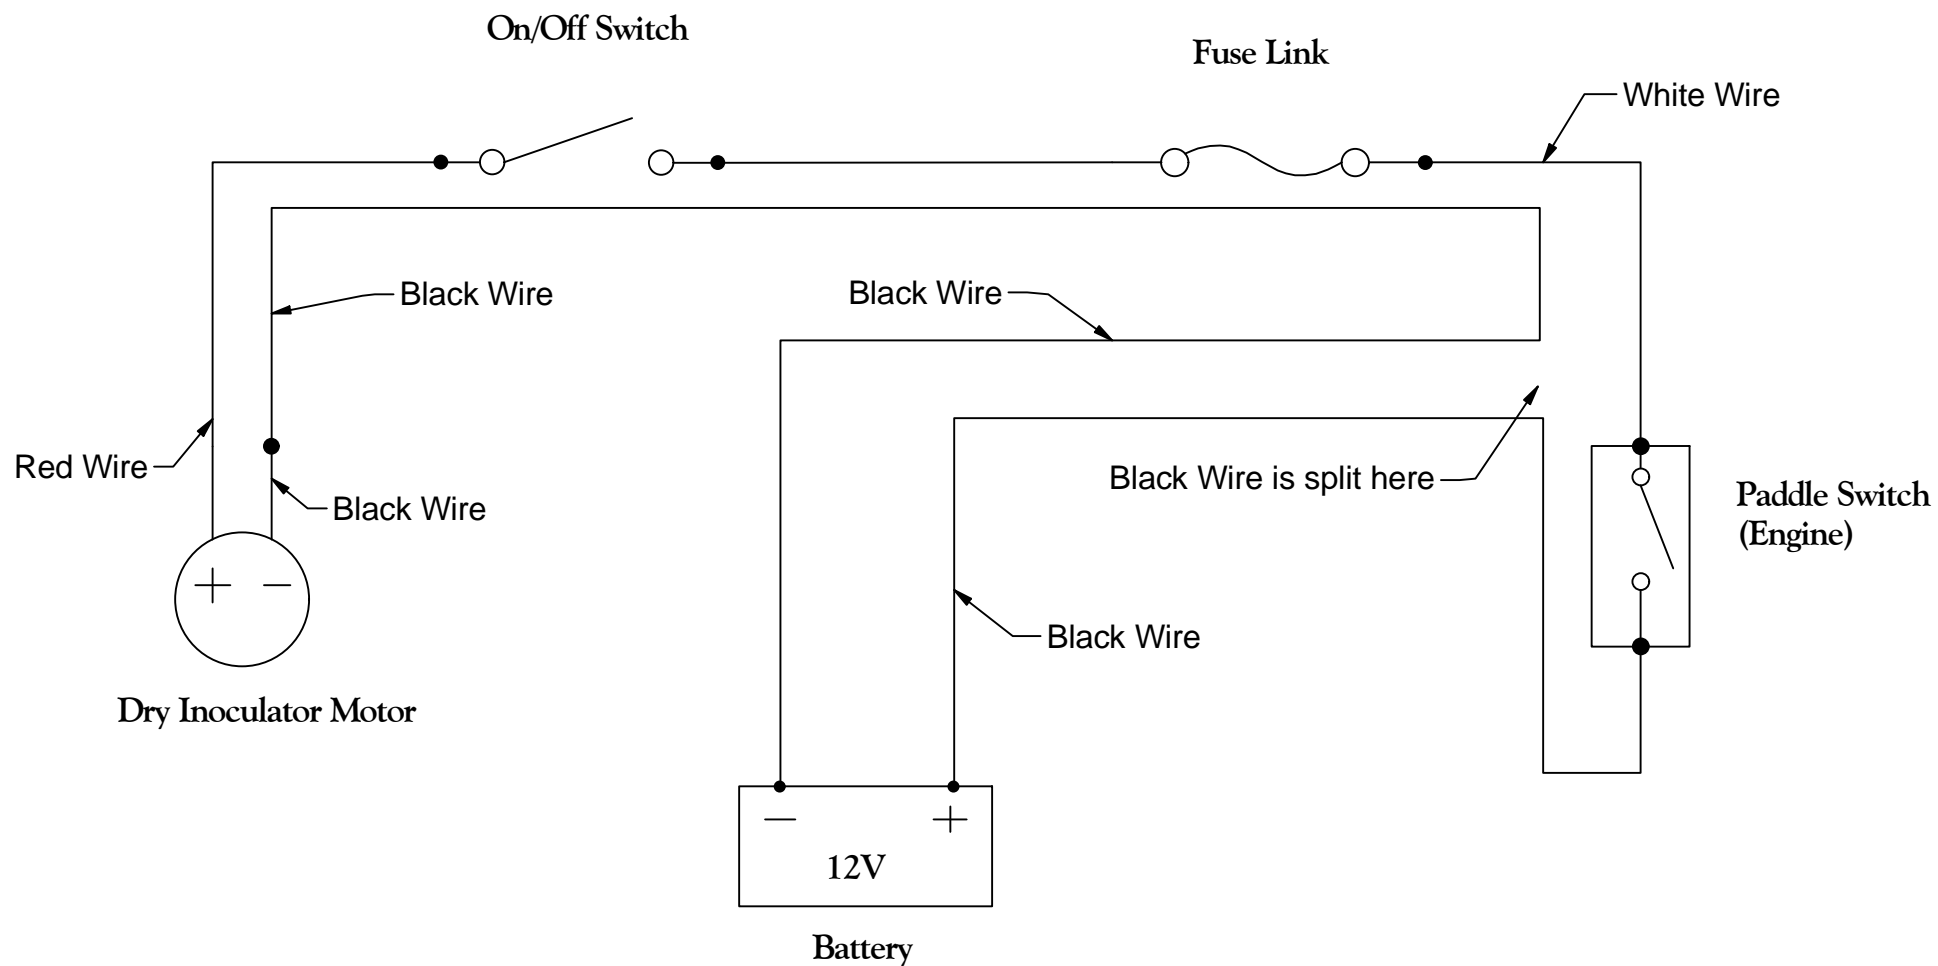 On/Off Switch
Fuse Link
White Wire
Black Wire
Black Wire
Red Wire
Black Wire
Black Wire is split here
Paddle Switch
(Engine)
Black Wire
+ −
Dry Inoculator Motor
− +
12V
Battery